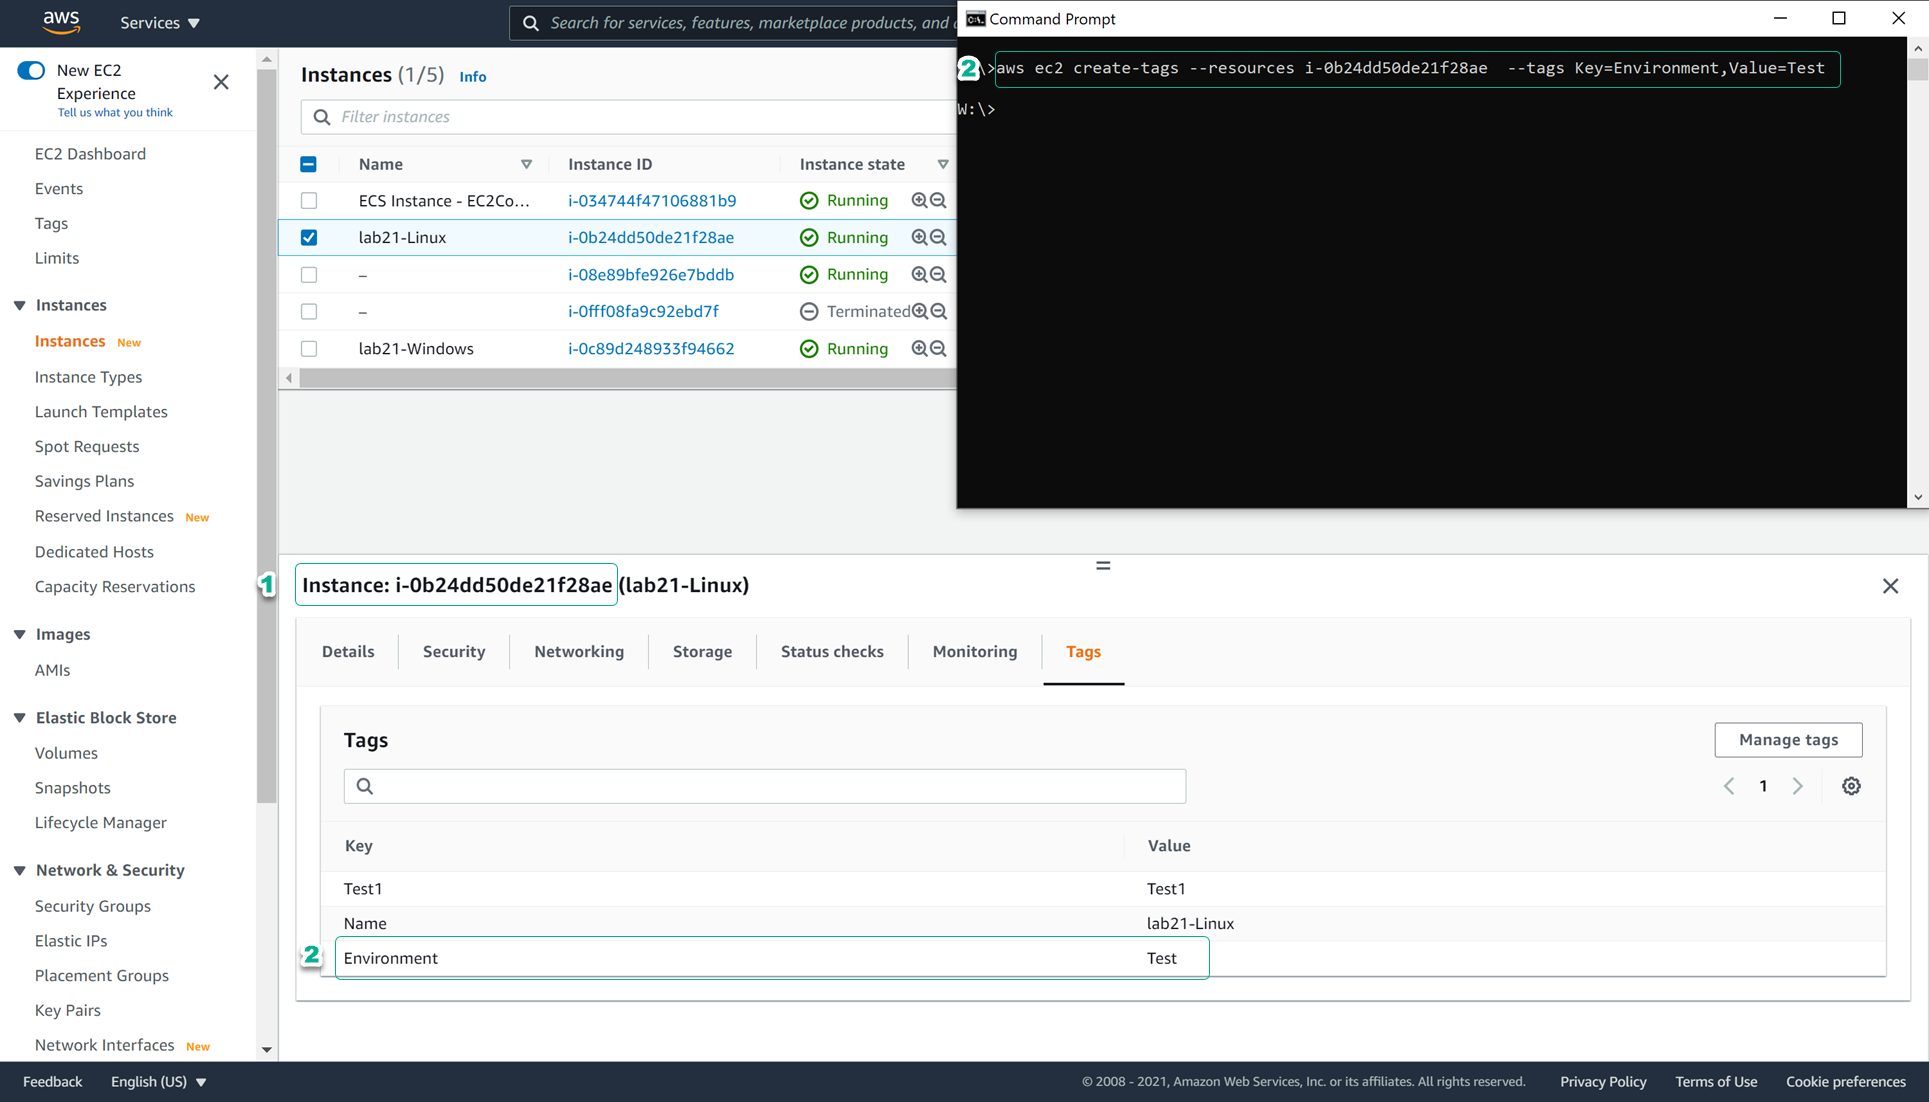 aws
Services ▼
Search for services, features, marketplace products, and
Command Prompt
2 \>aws ec2 create-tags --resources i-0b24dd50de21f28ae  --tags Key=Environment,Value=Test
W:\>
New EC2
Experience
Tell us what you think
EC2 Dashboard
Events
Tags
Limits
Instances
Instances New
Instance Types
Launch Templates
Spot Requests
Savings Plans
Reserved Instances New
Dedicated Hosts
Capacity Reservations
Images
AMIs
Elastic Block Store
Volumes
Snapshots
Lifecycle Manager
Network & Security
Security Groups
Elastic IPs
Placement Groups
Key Pairs
Network Interfaces New
Instances (1/5) Info
Filter instances
Name Instance ID Instance state
ECS Instance - EC2Co... i-034744f47106881b9 Running
lab21-Linux i-0b24dd50de21f28ae Running
– i-08e89bfe926e7bddb Running
– i-0fff08fa9c92ebd7f Terminated
lab21-Windows i-0c89d248933f94662 Running
1 Instance: i-0b24dd50de21f28ae (lab21-Linux)
Details Security Networking Storage Status checks Monitoring Tags
Tags
Manage tags
1
Key Value
Test1 Test1
Name lab21-Linux
2 Environment Test
Feedback English (US) ▼ © 2008 - 2021, Amazon Web Services, Inc. or its affiliates. All rights reserved. Privacy Policy Terms of Use Cookie preferences